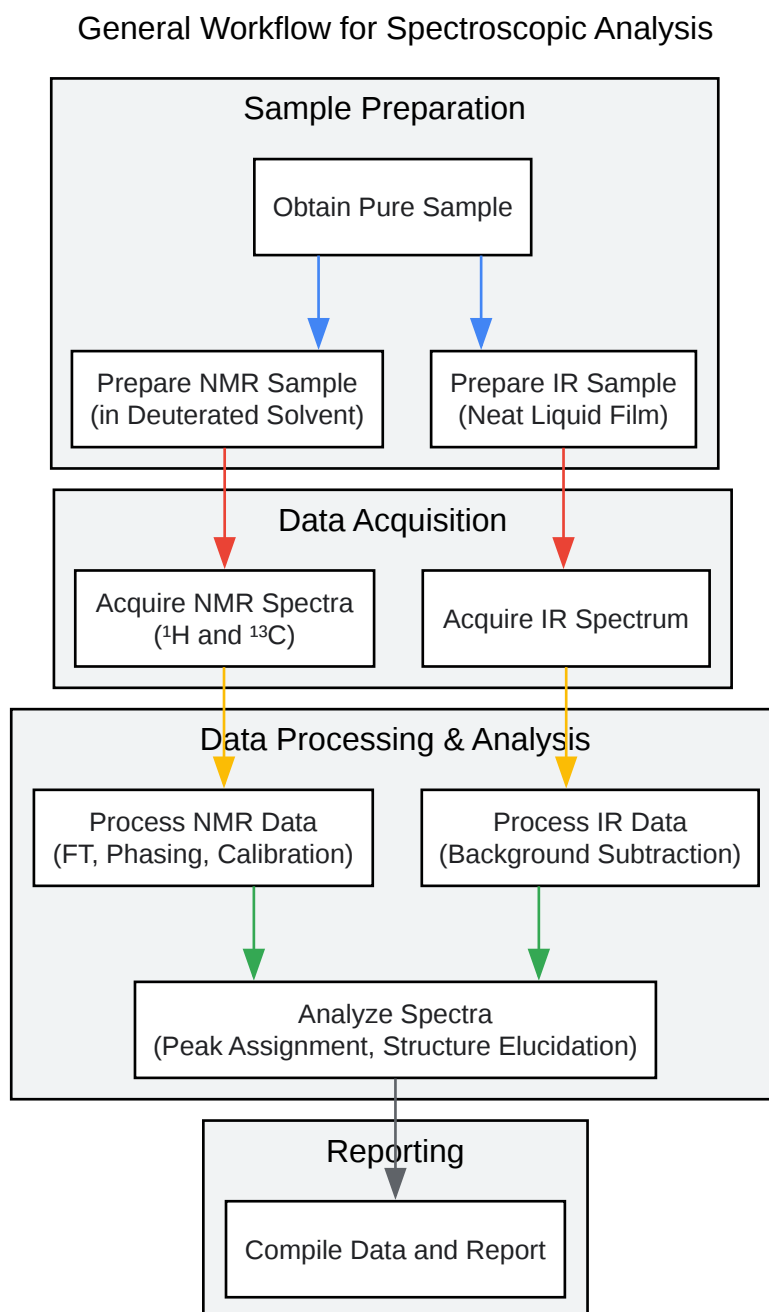 General Workflow for Spectroscopic Analysis
Sample Preparation
Obtain Pure Sample
Prepare NMR Sample
(in Deuterated Solvent)
Prepare IR Sample
(Neat Liquid Film)
Data Acquisition
Acquire NMR Spectra
(¹H and ¹³C)
Acquire IR Spectrum
Data Processing & Analysis
Process NMR Data
(FT, Phasing, Calibration)
Process IR Data
(Background Subtraction)
Analyze Spectra
(Peak Assignment, Structure Elucidation)
Reporting
Compile Data and Report